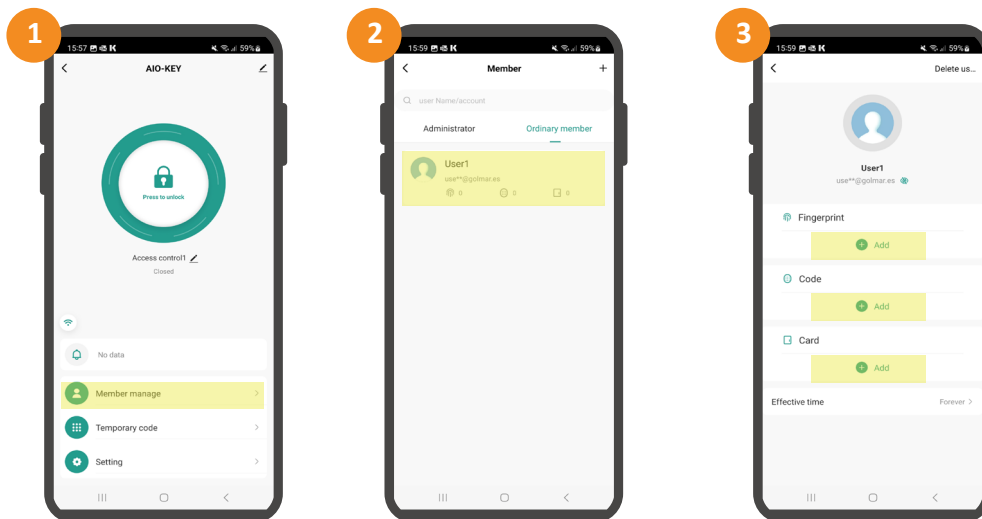 1
15:57
59%
AIO-KEY
Press to unlock
Access control1
Closed
No data
Member manage
Temporary code
Setting
2
15:59
59%
Member
+
user Name/account
Administrator
Ordinary member
User1
use**@golmar.es
0
0
0
3
15:59
59%
Delete us...
User1
use**@golmar.es
Fingerprint
Add
Code
Add
Card
Add
Effective time
Forever